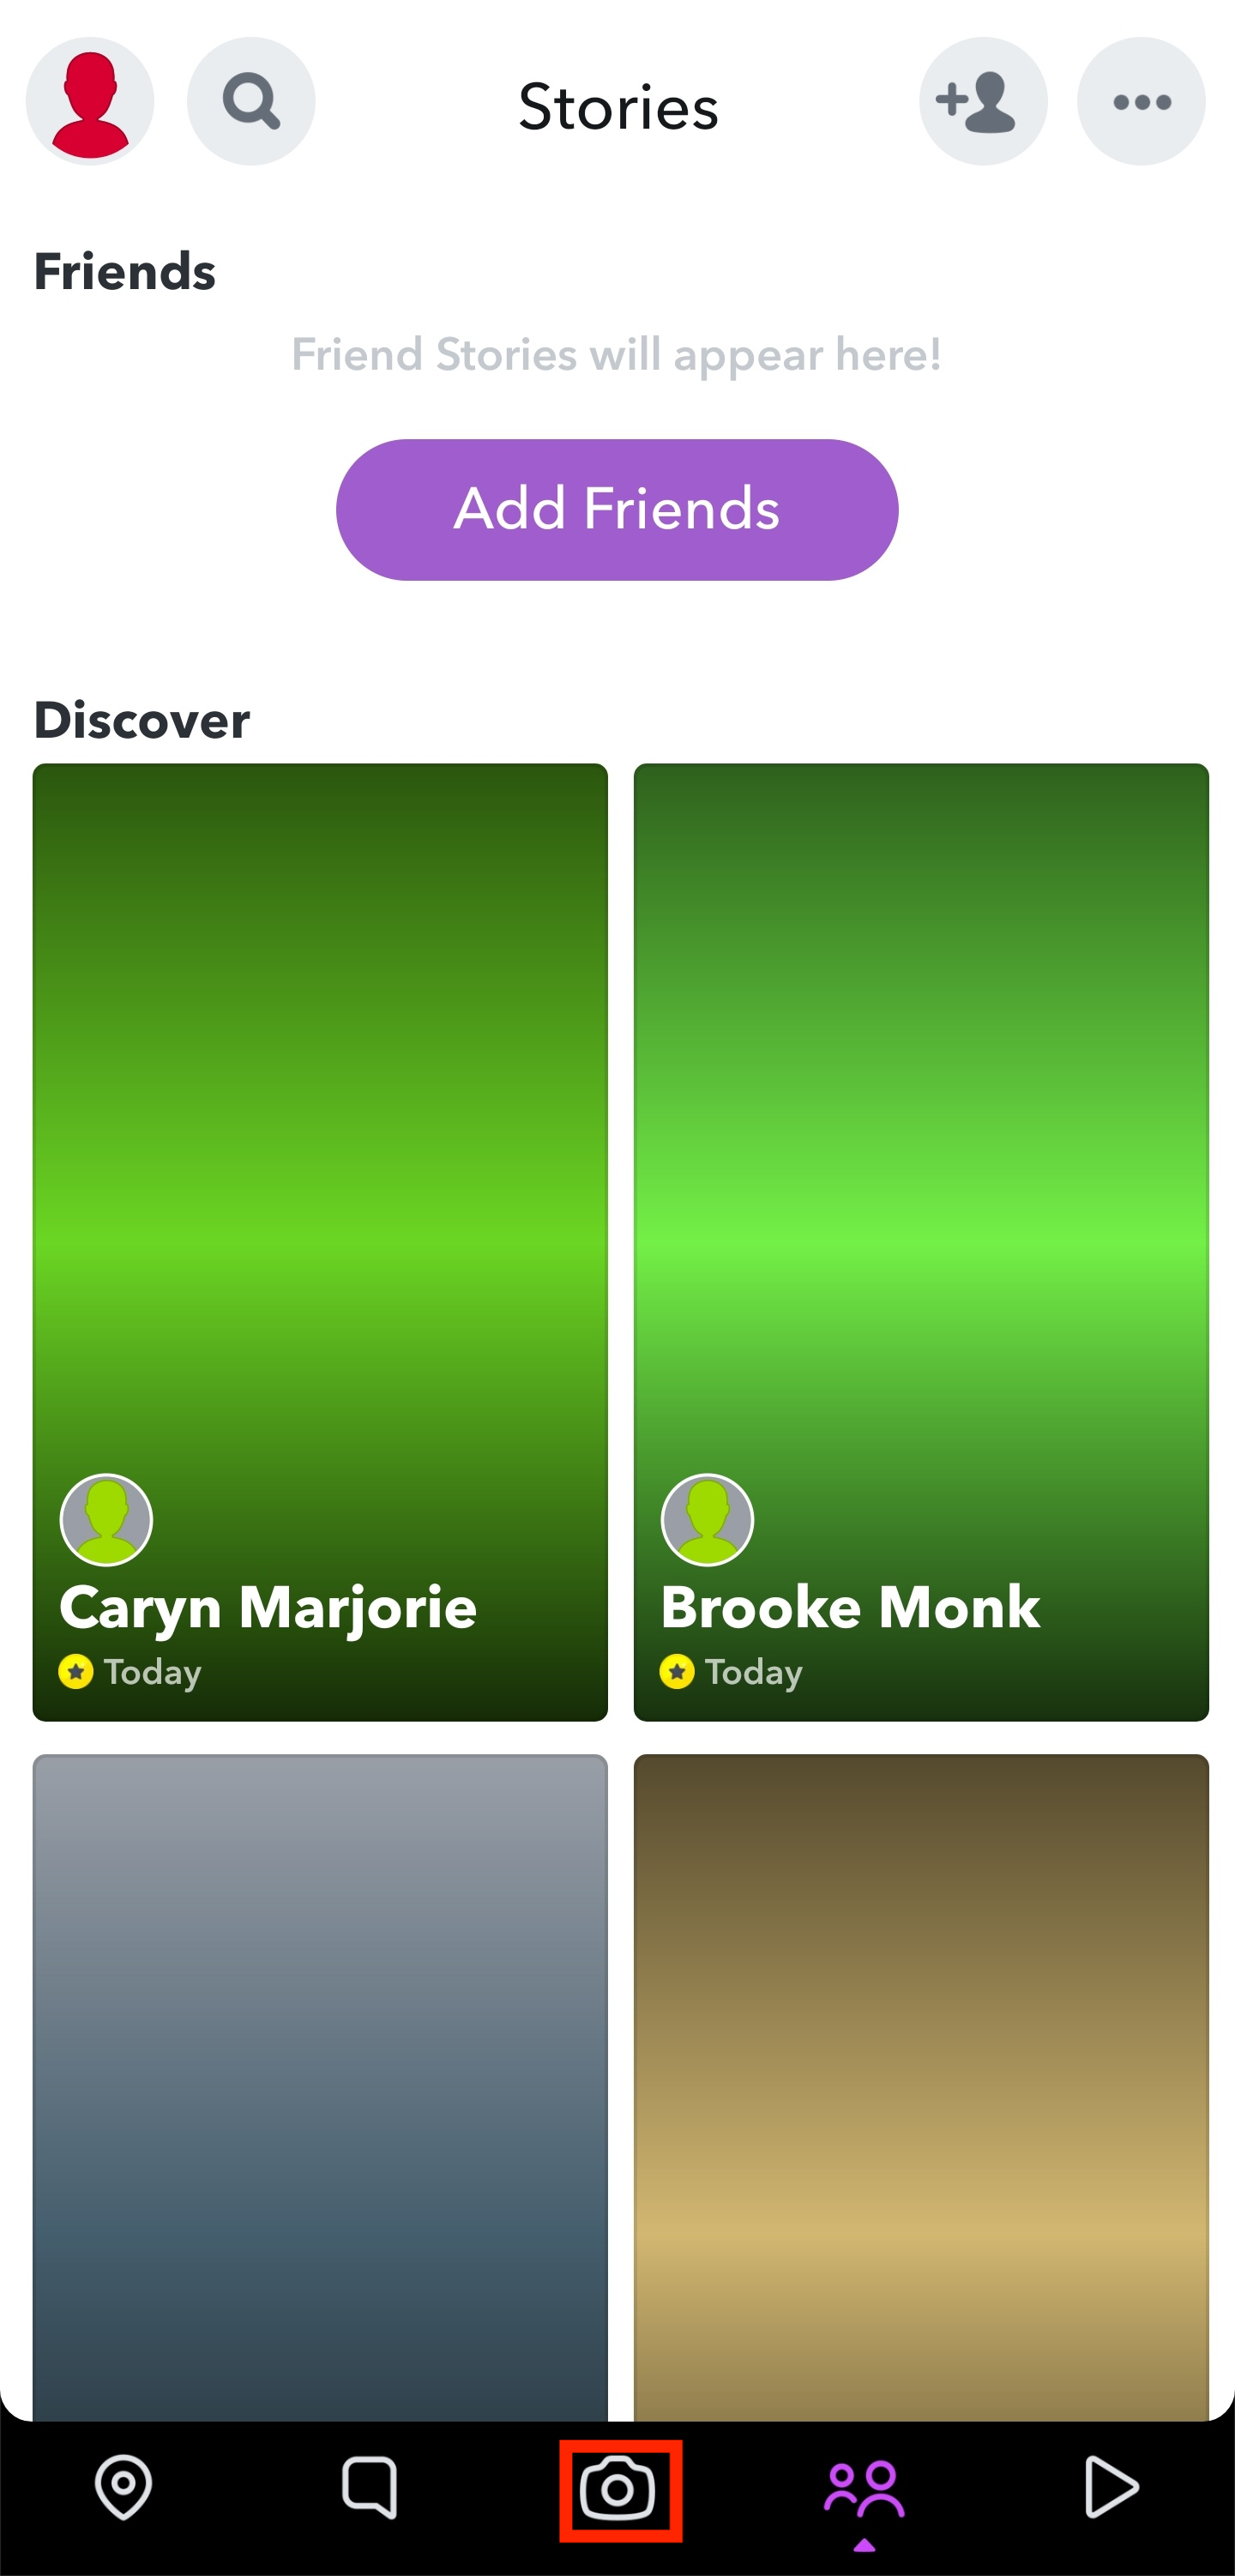 Stories
Friends
Friend Stories will appear here!
Add Friends
Discover
Caryn Marjorie
Today
Brooke Monk
Today